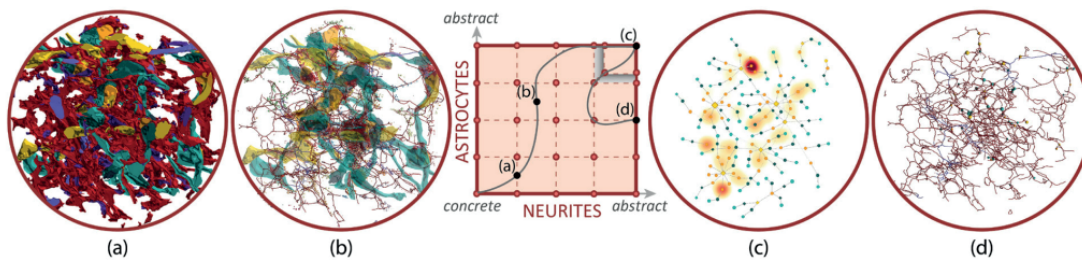 abstract
ASTROCYTES
(c)
(b)
(d)
(a)
concrete
NEURITES
abstract
(a)
(b)
(c)
(d)